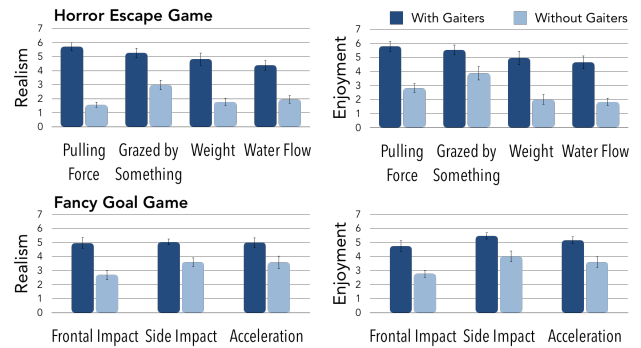 Horror Escape Game
With Gaiters Without Gaiters
Realism
7
6
5
4
3
2
1
0
Pulling Force Grazed by Something Weight Water Flow
Enjoyment
7
6
5
4
3
2
1
0
Pulling Force Grazed by Something Weight Water Flow
Fancy Goal Game
Realism
7
6
5
4
3
2
1
0
Frontal Impact Side Impact Acceleration
Enjoyment
7
6
5
4
3
2
1
0
Frontal Impact Side Impact Acceleration